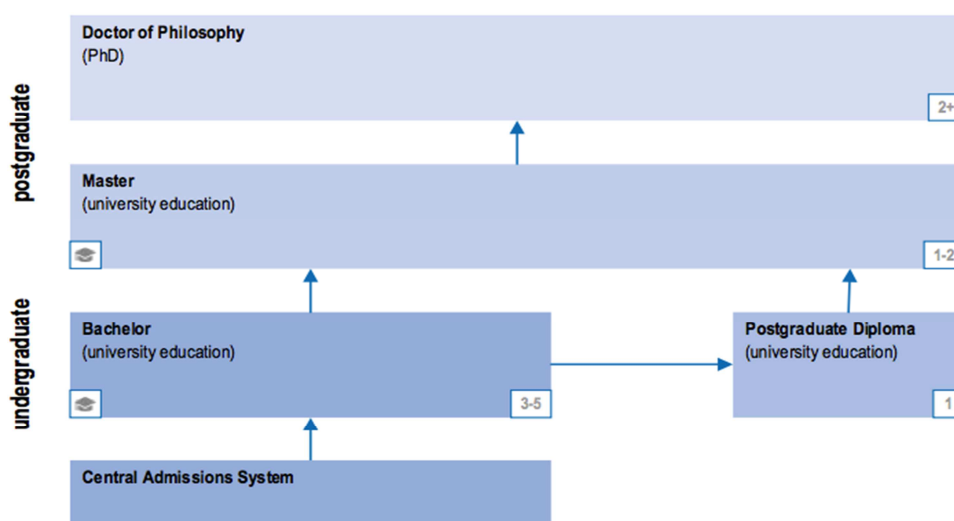 postgraduate
Doctor of Philosophy
(PhD)
2+
Master
(university education)
1-2
undergraduate
Bachelor
(university education)
3-5
Postgraduate Diploma
(university education)
1
Central Admissions System